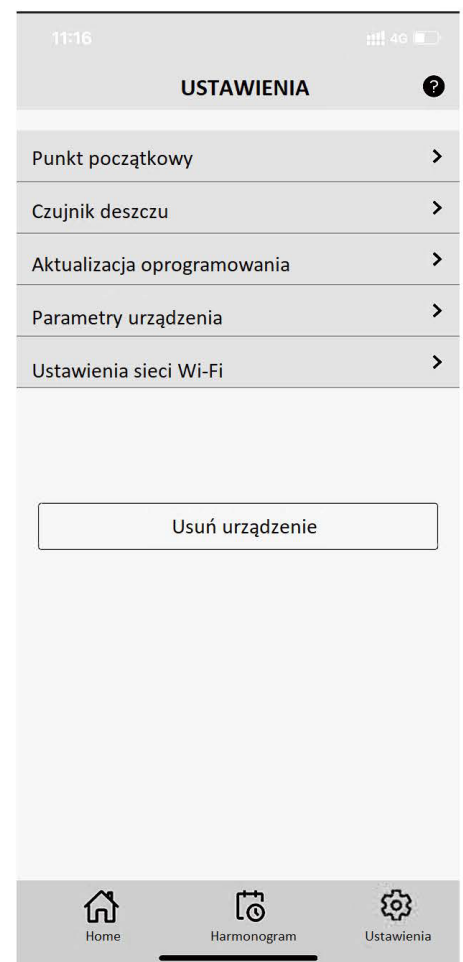 11:16
4G
USTAWIENIA
?
Punkt początkowy
Czujnik deszczu
Aktualizacja oprogramowania
Parametry urządzenia
Ustawienia sieci Wi-Fi
Usuń urządzenie
Home
Harmonogram
Ustawienia